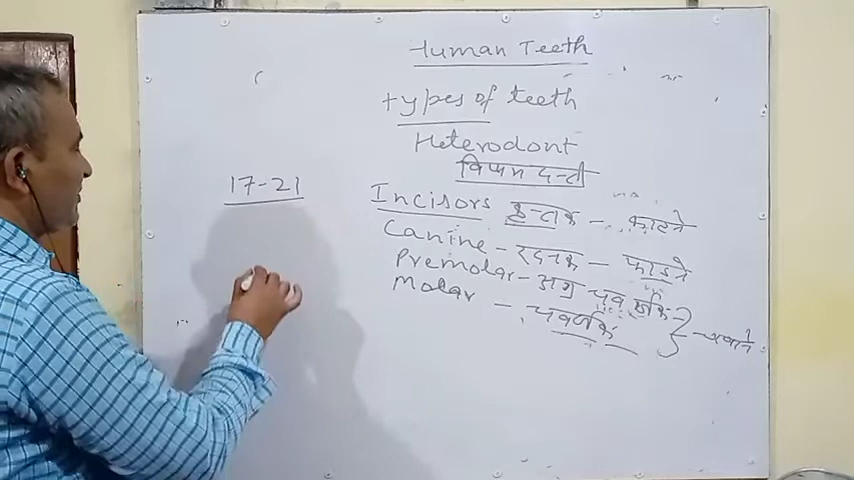 Human Teeth
types of teeth
Heterodont
विषमदन्ती
17-21
Incisors कृन्तक - काटने
Canine - रदनक - फाडने
Premolar - अग्र चवर्णक }
Molar - चवर्णक